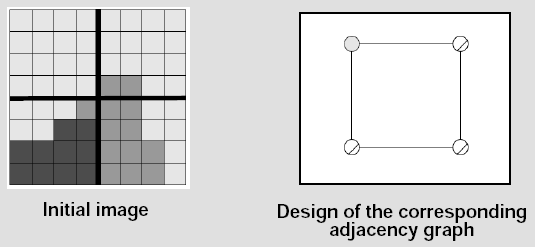 Initial image
Design of the corresponding
adjacency graph